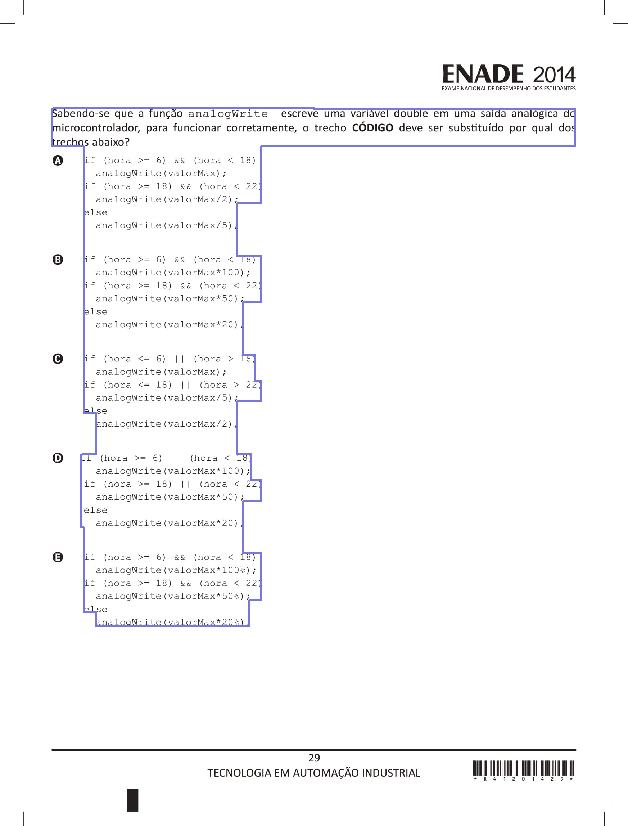 ENADE 2014
EXAME NACIONAL DE DESEMPENHO DOS ESTUDANTES
Sabendo-se que a função analogWrite escreve uma variável double em uma saída analógica do
microcontrolador, para funcionar corretamente, o trecho CÓDIGO deve ser substituído por qual dos
trechos abaixo?
A if (hora >= 6) && (hora < 18)
analogWrite(valorMax);
if (hora >= 18) && (hora < 22)
analogWrite(valorMax/2);
else
analogWrite(valorMax/5);
B if (hora >= 6) && (hora < 18)
analogWrite(valorMax*100);
if (hora >= 18) && (hora < 22)
analogWrite(valorMax*50);
else
analogWrite(valorMax*20);
C if (hora <= 6) || (hora > 18)
analogWrite(valorMax);
if (hora <= 18) || (hora > 22)
analogWrite(valorMax/5);
else
analogWrite(valorMax/2);
D if (hora >= 6) (hora < 18)
analogWrite(valorMax*100);
if (hora >= 18) || (hora < 22)
analogWrite(valorMax*50);
else
analogWrite(valorMax*20);
E if (hora >= 6) && (hora < 18)
analogWrite(valorMax*100%);
if (hora >= 18) && (hora < 22)
analogWrite(valorMax*50%);
else
analogWrite(valorMax*20%)
29
TECNOLOGIA EM AUTOMAÇÃO INDUSTRIAL